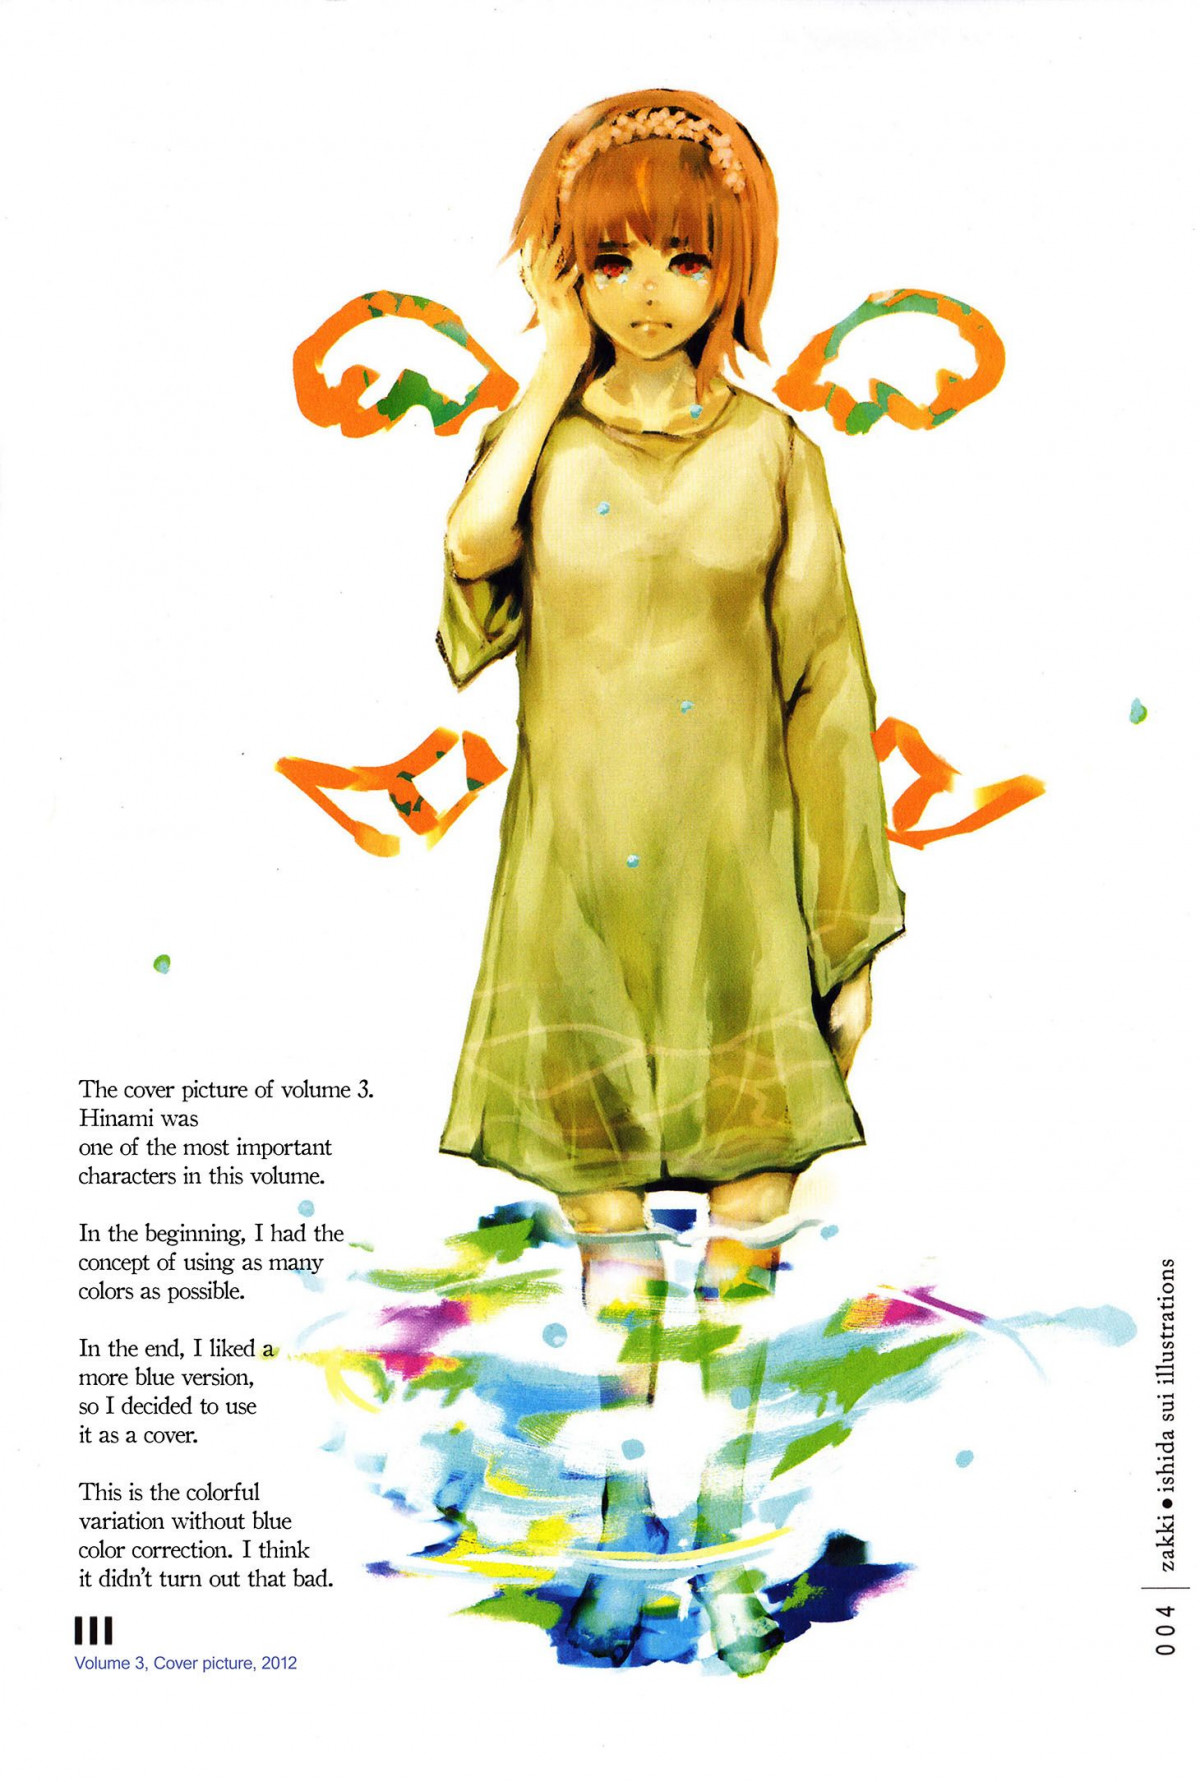 The cover picture of volume 3.
Hinami was
one of the most important
characters in this volume.
In the beginning, I had the
concept of using as many
colors as possible.
In the end, I liked a
more blue version,
so I decided to use
it as a cover.
This is the colorful
variation without blue
color correction. I think
it didn't turn out that bad.
III
Volume 3, Cover picture, 2012
004 | zakki ● ishida sui illustrations